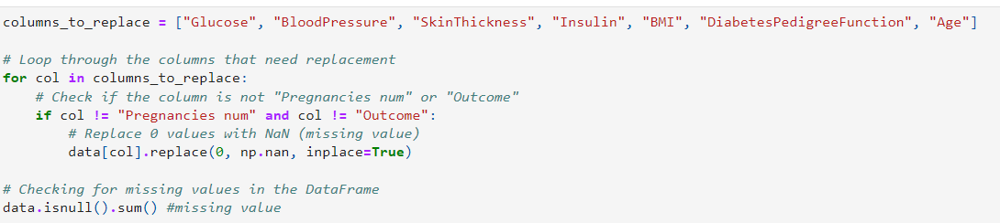 columns_to_replace = ["Glucose", "BloodPressure", "SkinThickness", "Insulin", "BMI", "DiabetesPedigreeFunction", "Age"]
# Loop through the columns that need replacement
for col in columns_to_replace:
# Check if the column is not "Pregnancies num" or "Outcome"
if col != "Pregnancies num" and col != "Outcome":
# Replace 0 values with NaN (missing value)
data[col].replace(0, np.nan, inplace=True)
# Checking for missing values in the DataFrame
data.isnull().sum() #missing value